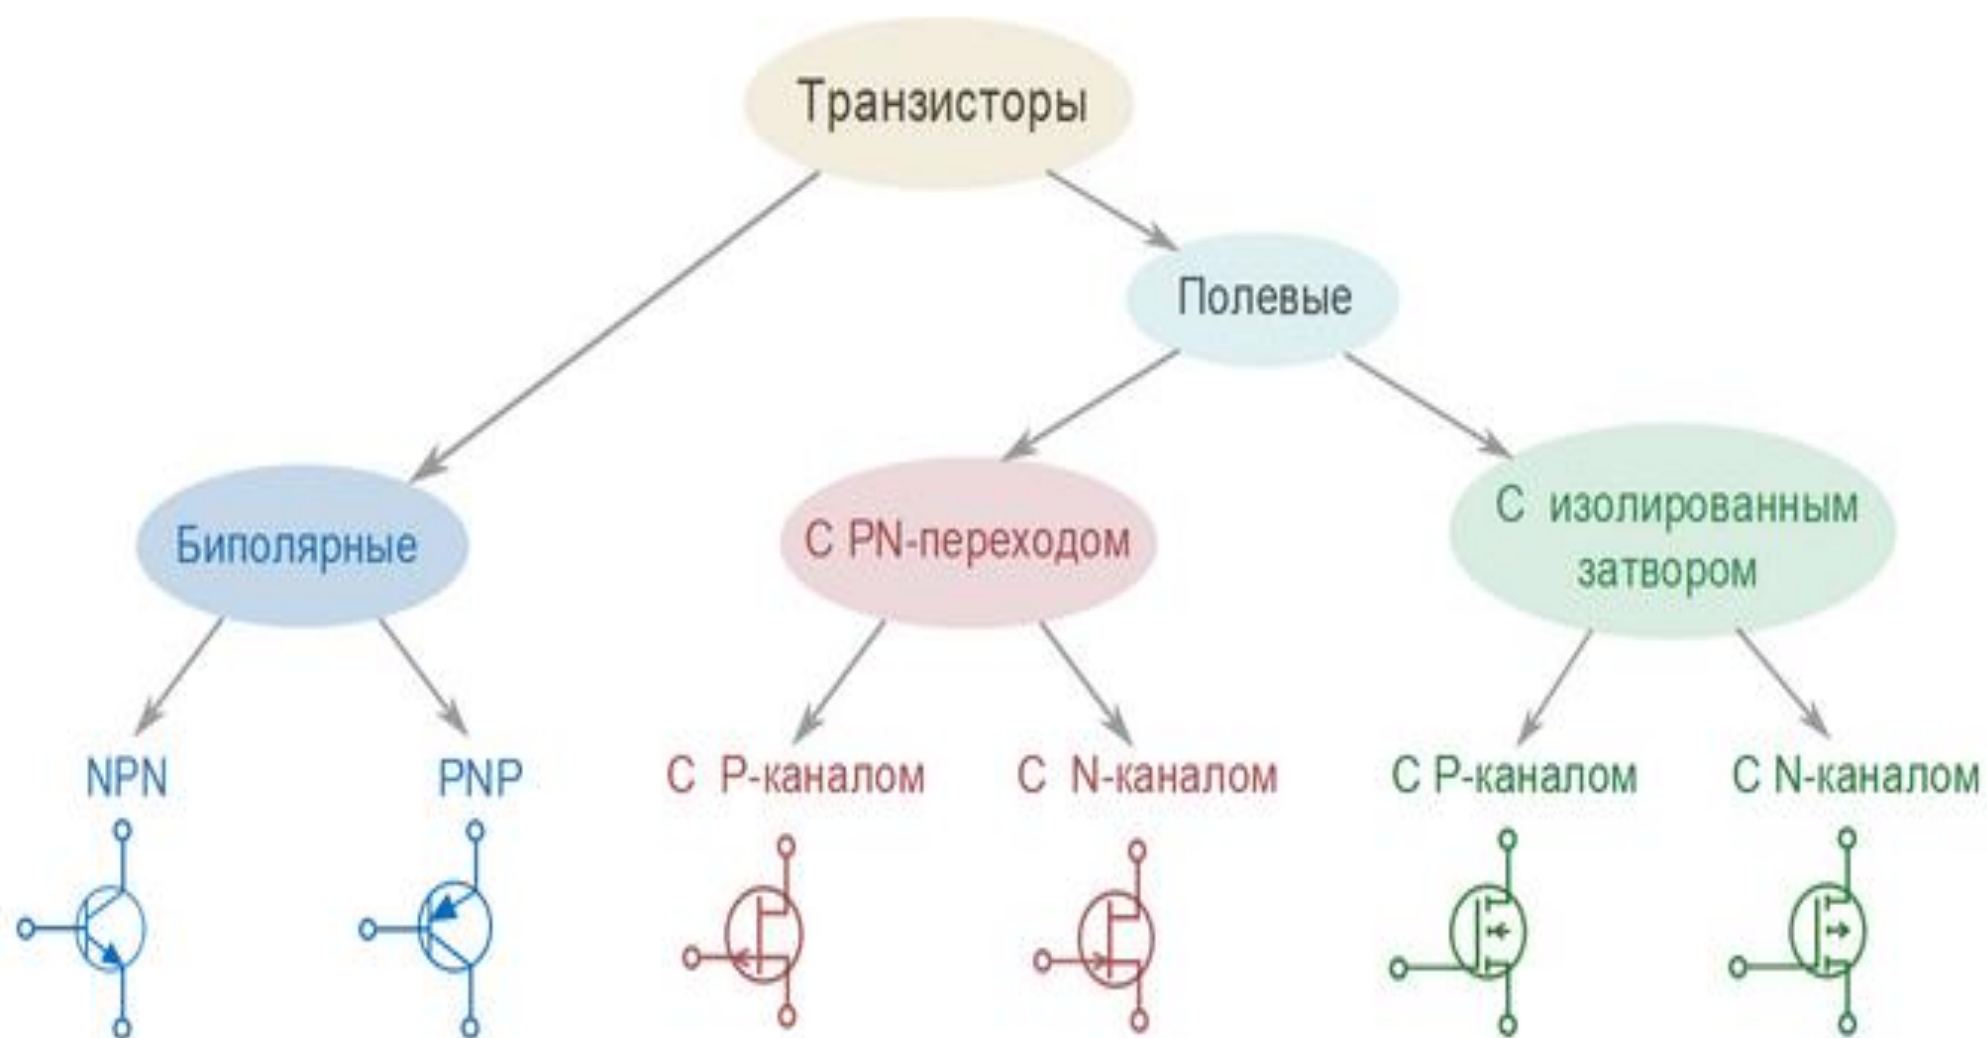 Транзисторы
Полевые
Биполярные
С PN-переходом
С изолированным
затвором
NPN
PNP
С P-каналом
С N-каналом
С P-каналом
С N-каналом